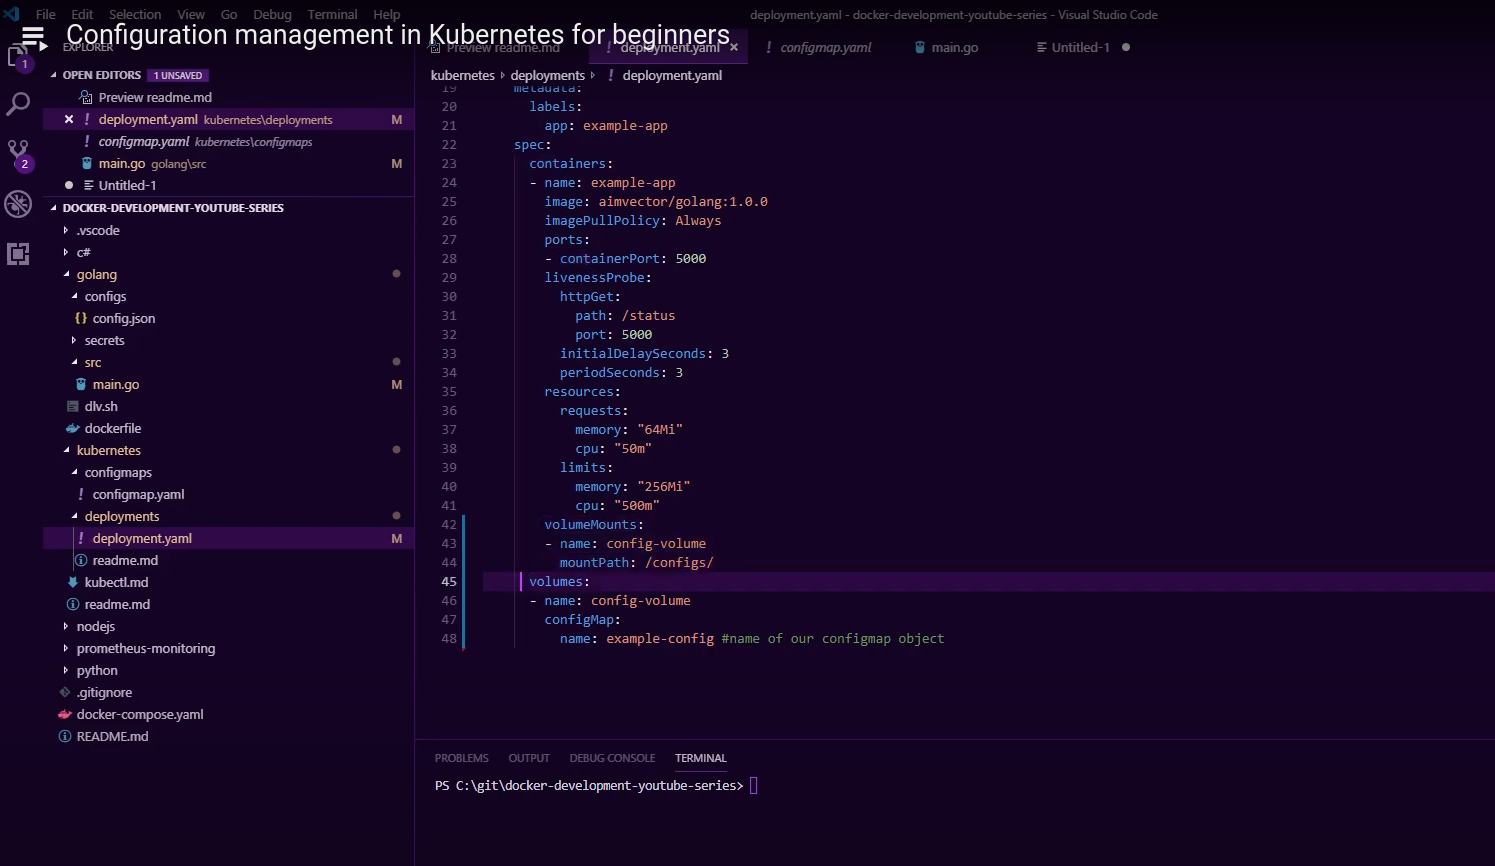 File Edit Selection View Go Debug Terminal Help
deployment.yaml - docker-development-youtube-series - Visual Studio Code
Configuration management in Kubernetes for beginners
EXPLORER
Preview readme.md
! deployment.yaml ×
! configmap.yaml
main.go
Untitled-1
1
2
OPEN EDITORS 1 UNSAVED
Preview readme.md
× ! deployment.yaml kubernetes\deployments M
! configmap.yaml kubernetes\configmaps
main.go golang\src M
Untitled-1
DOCKER-DEVELOPMENT-YOUTUBE-SERIES
.vscode
c#
golang
configs
{} config.json
secrets
src
main.go M
dlv.sh
dockerfile
kubernetes
configmaps
! configmap.yaml
deployments
! deployment.yaml M
readme.md
kubectl.md
readme.md
nodejs
prometheus-monitoring
python
.gitignore
docker-compose.yaml
README.md
kubernetes deployments ! deployment.yaml
19 metadata:
20 labels:
21 app: example-app
22 spec:
23 containers:
24 - name: example-app
25 image: aimvector/golang:1.0.0
26 imagePullPolicy: Always
27 ports:
28 - containerPort: 5000
29 livenessProbe:
30 httpGet:
31 path: /status
32 port: 5000
33 initialDelaySeconds: 3
34 periodSeconds: 3
35 resources:
36 requests:
37 memory: "64Mi"
38 cpu: "50m"
39 limits:
40 memory: "256Mi"
41 cpu: "500m"
42 volumeMounts:
43 - name: config-volume
44 mountPath: /configs/
45 volumes:
46 - name: config-volume
47 configMap:
48 name: example-config #name of our configmap object
PROBLEMS OUTPUT DEBUG CONSOLE TERMINAL
PS C:\git\docker-development-youtube-series>